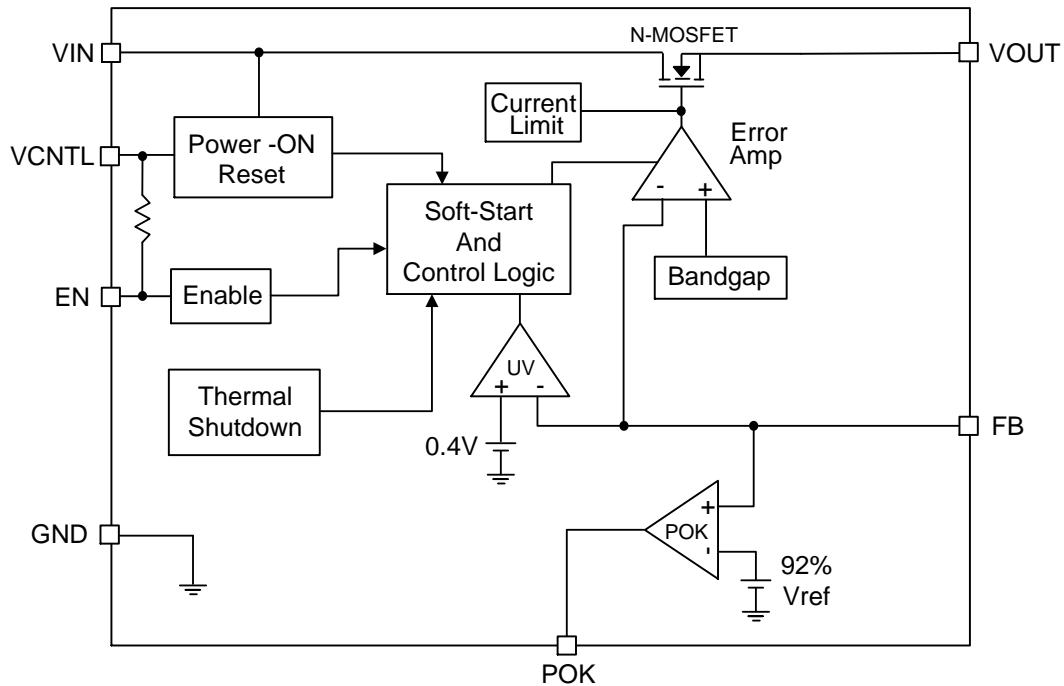 N-MOSFET
VIN
VOUT
Current
Limit
Error
Amp
Power -ON
Reset
VCNTL
Soft-Start
And
Control Logic
- +
Bandgap
EN
Enable
UV
+ -
Thermal
Shutdown
0.4V
FB
GND
+
POK
-
92%
Vref
POK